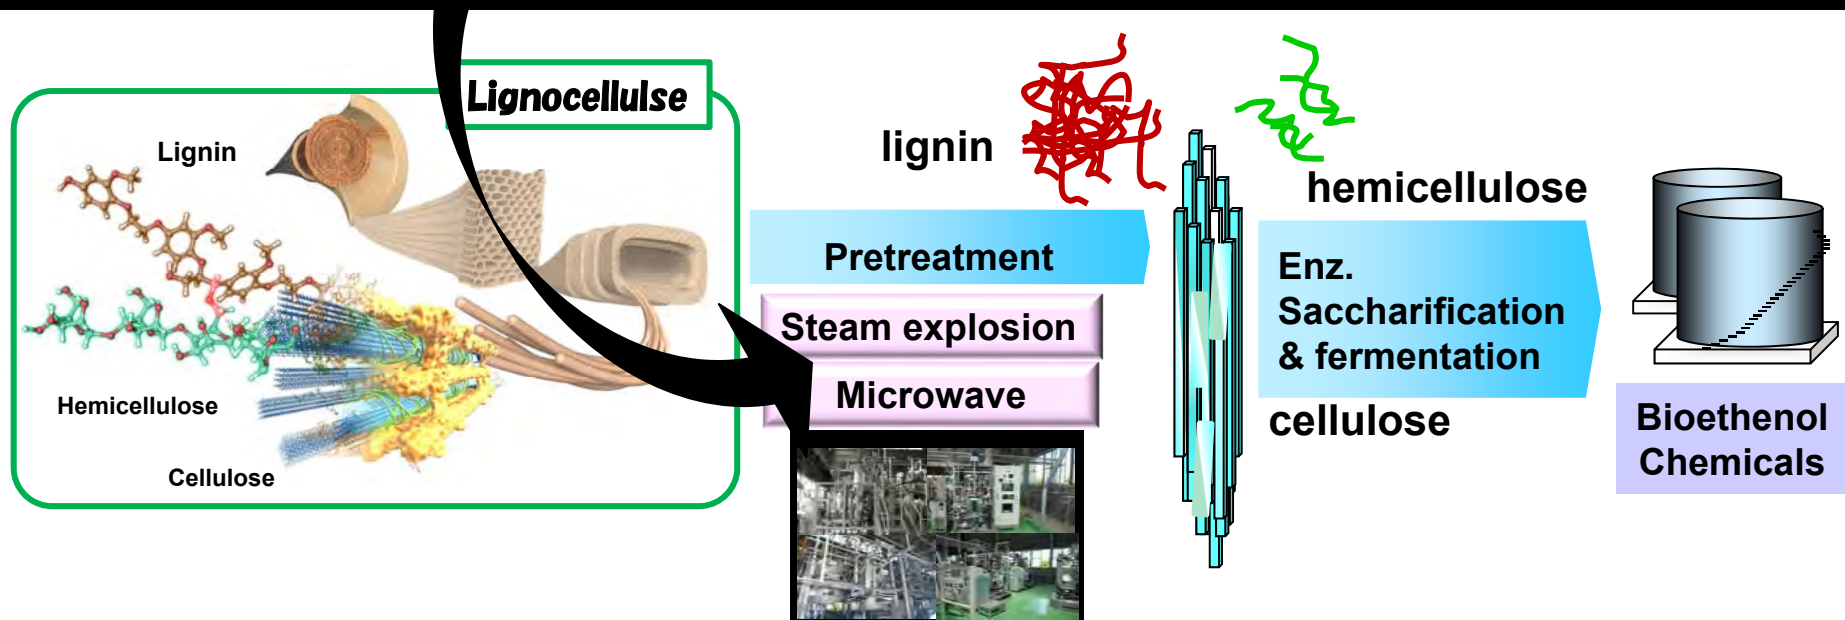 Lignocellulse
Lignin
Hemicellulose
Cellulose
lignin
hemicellulose
Pretreatment
Steam explosion
Microwave
Enz.
Saccharification
& fermentation
cellulose
Bioethenol
Chemicals